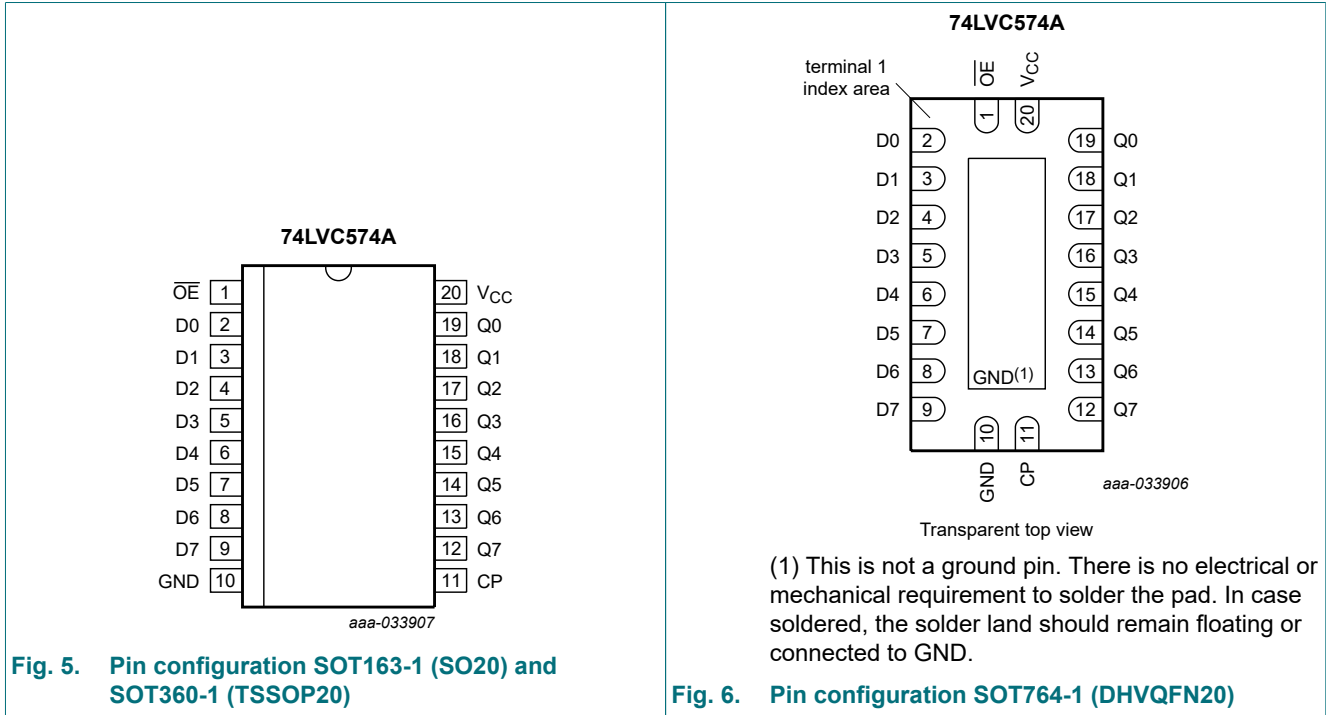 74LVC574A
OE 1
D0 2
D1 3
D2 4
D3 5
D4 6
D5 7
D6 8
D7 9
GND 10
20 VCC
19 Q0
18 Q1
17 Q2
16 Q3
15 Q4
14 Q5
13 Q6
12 Q7
11 CP
aaa-033907
Fig. 5. Pin configuration SOT163-1 (SO20) and
SOT360-1 (TSSOP20)
74LVC574A
terminal 1
index area
OE
VCC
1
20
D0 2
D1 3
D2 4
D3 5
D4 6
D5 7
D6 8
D7 9
19 Q0
18 Q1
17 Q2
16 Q3
15 Q4
14 Q5
13 Q6
12 Q7
GND(1)
10
11
GND
CP
aaa-033906
Transparent top view
(1) This is not a ground pin. There is no electrical or
mechanical requirement to solder the pad. In case
soldered, the solder land should remain floating or
connected to GND.
Fig. 6. Pin configuration SOT764-1 (DHVQFN20)